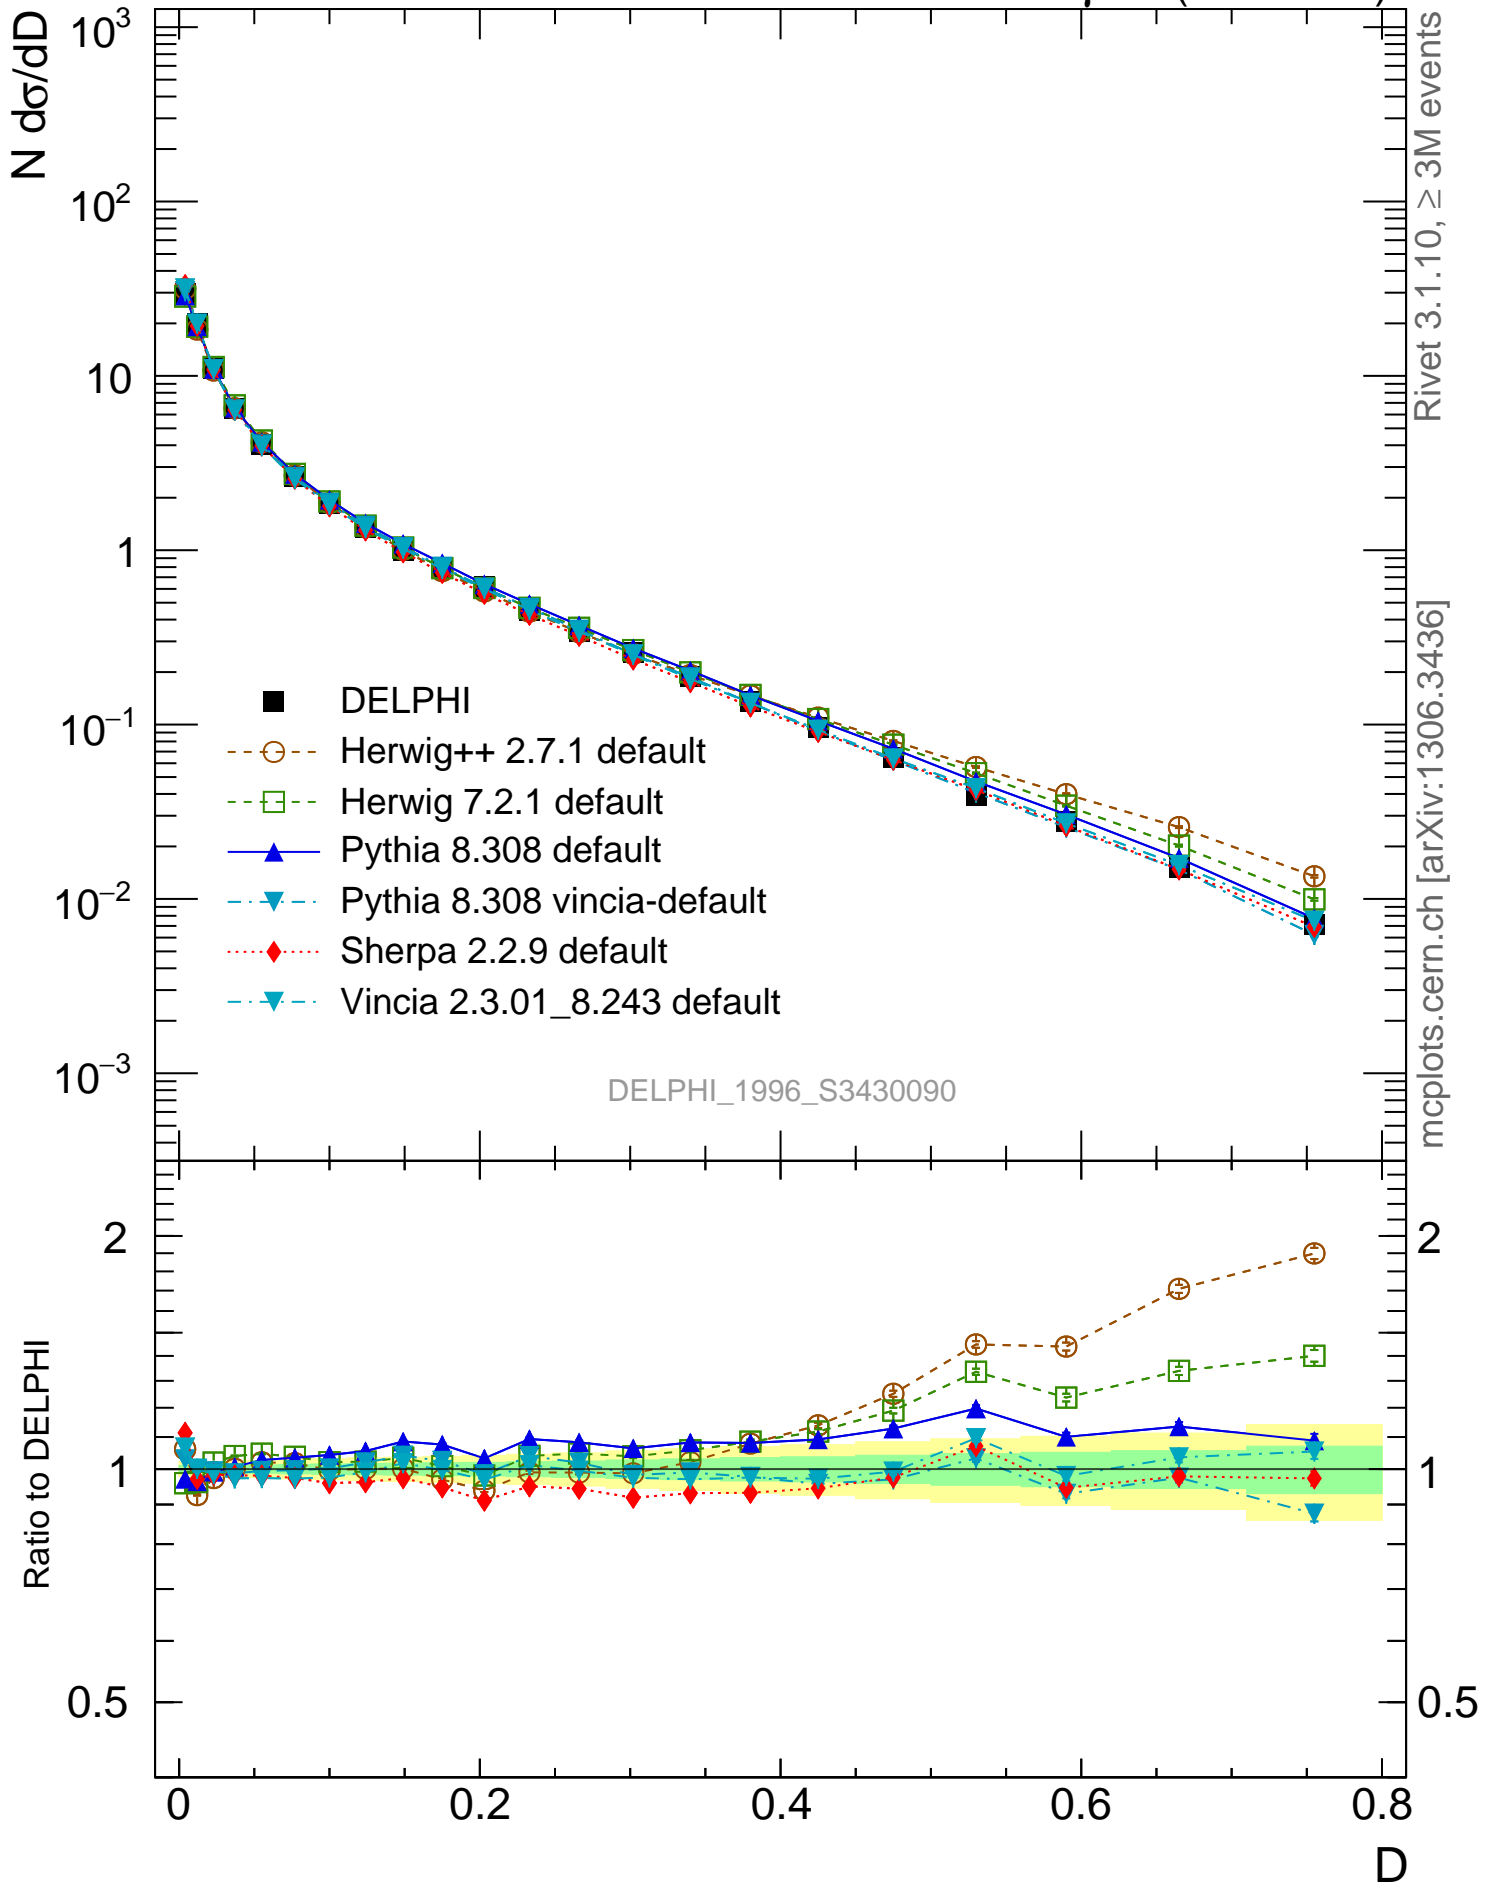 N dσ/dD
10³
10²
10
1
10⁻¹
10⁻²
10⁻³
DELPHI
Herwig++ 2.7.1 default
Herwig 7.2.1 default
Pythia 8.308 default
Pythia 8.308 vincia-default
Sherpa 2.2.9 default
Vincia 2.3.01_8.243 default
DELPHI_1996_S3430090
Rivet 3.1.10, ≥ 3M events
mcplots.cern.ch [arXiv:1306.3436]
Ratio to DELPHI
2
1
0.5
2
1
0.5
0 0.2 0.4 0.6 0.8
D